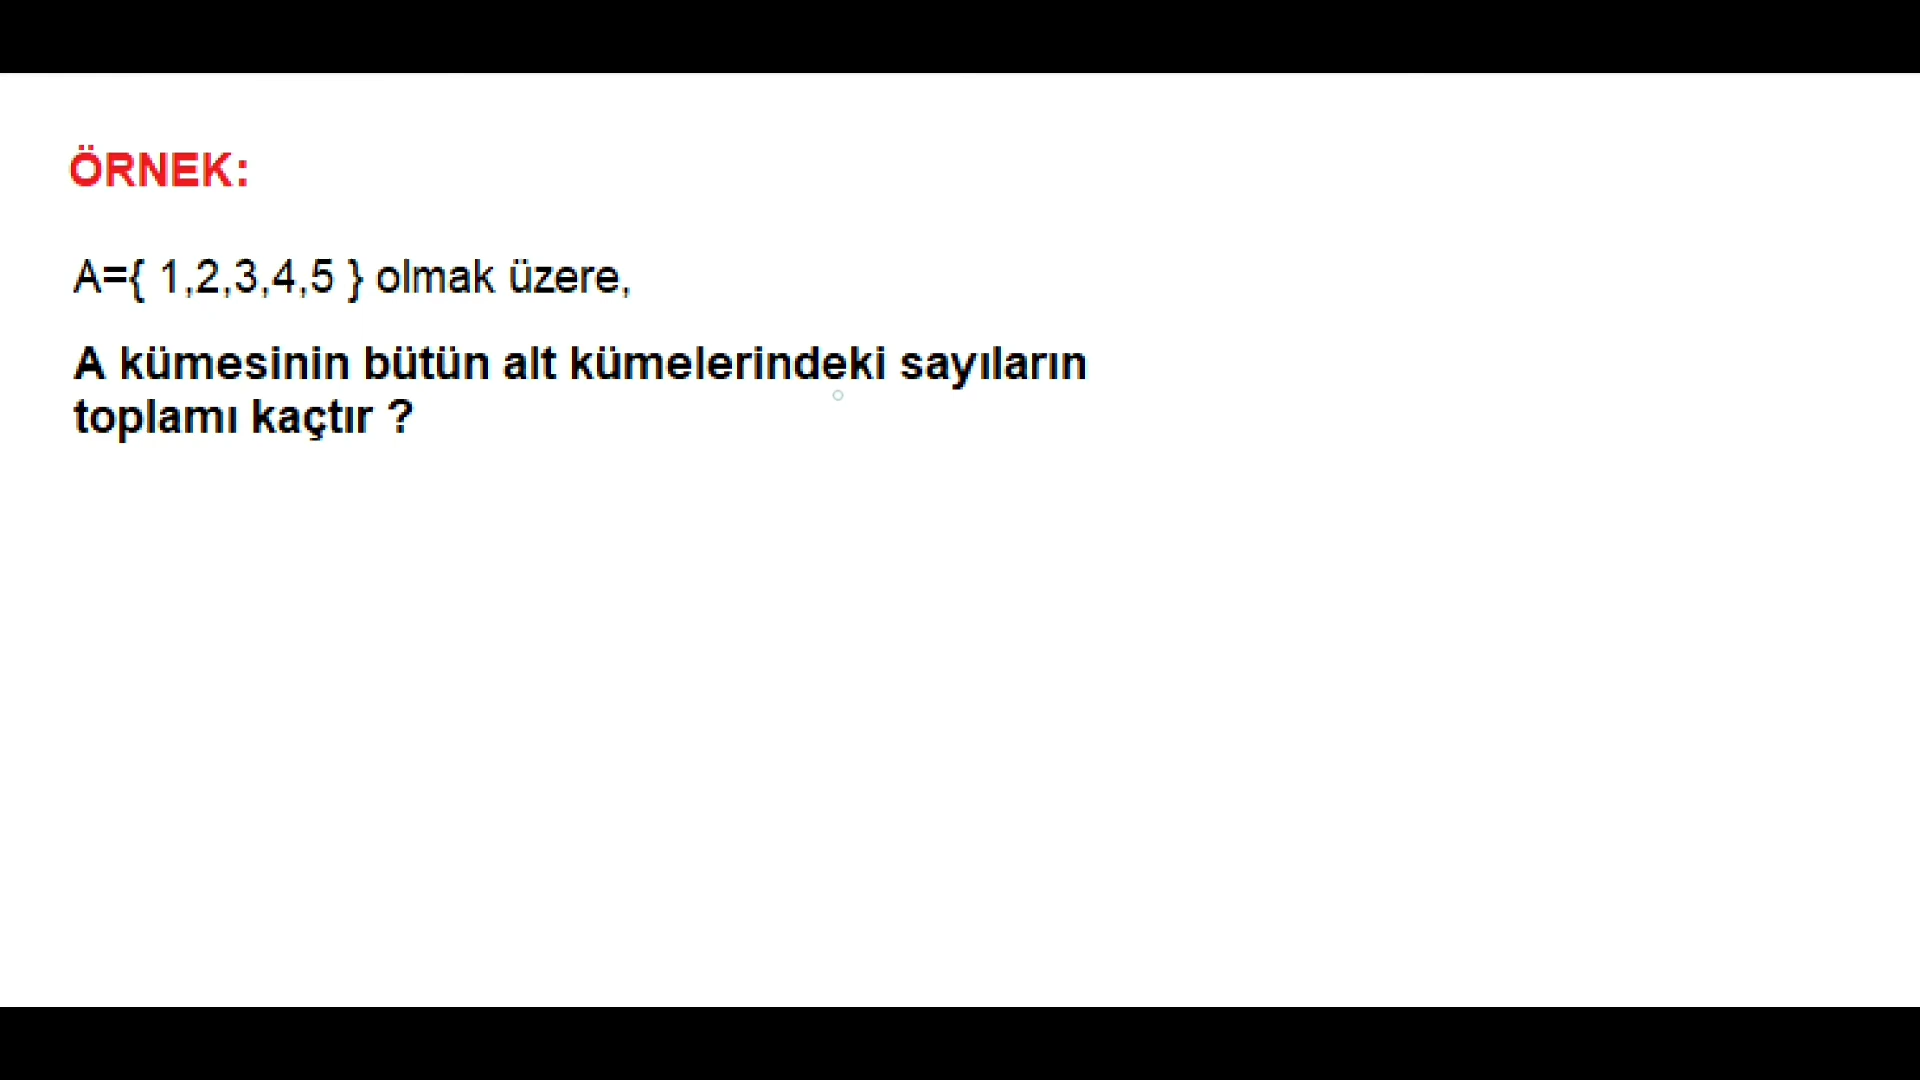 ÖRNEK:
A={ 1,2,3,4,5 } olmak üzere,
A kümesinin bütün alt kümelerindeki sayıların
toplamı kaçtır ?